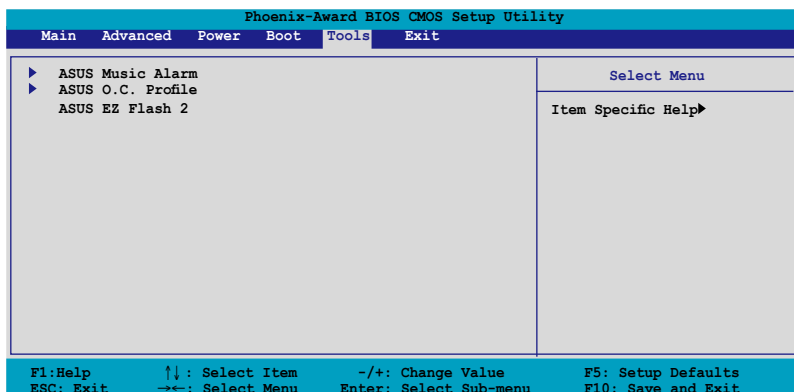 Phoenix-Award BIOS CMOS Setup Utility
Main Advanced Power Boot Tools Exit
ASUS Music Alarm
ASUS O.C. Profile
ASUS EZ Flash 2
Select Menu
Item Specific Help
F1:Help ↑↓: Select Item -/+: Change Value F5: Setup Defaults
ESC: Exit →←: Select Menu Enter: Select Sub-menu F10: Save and Exit